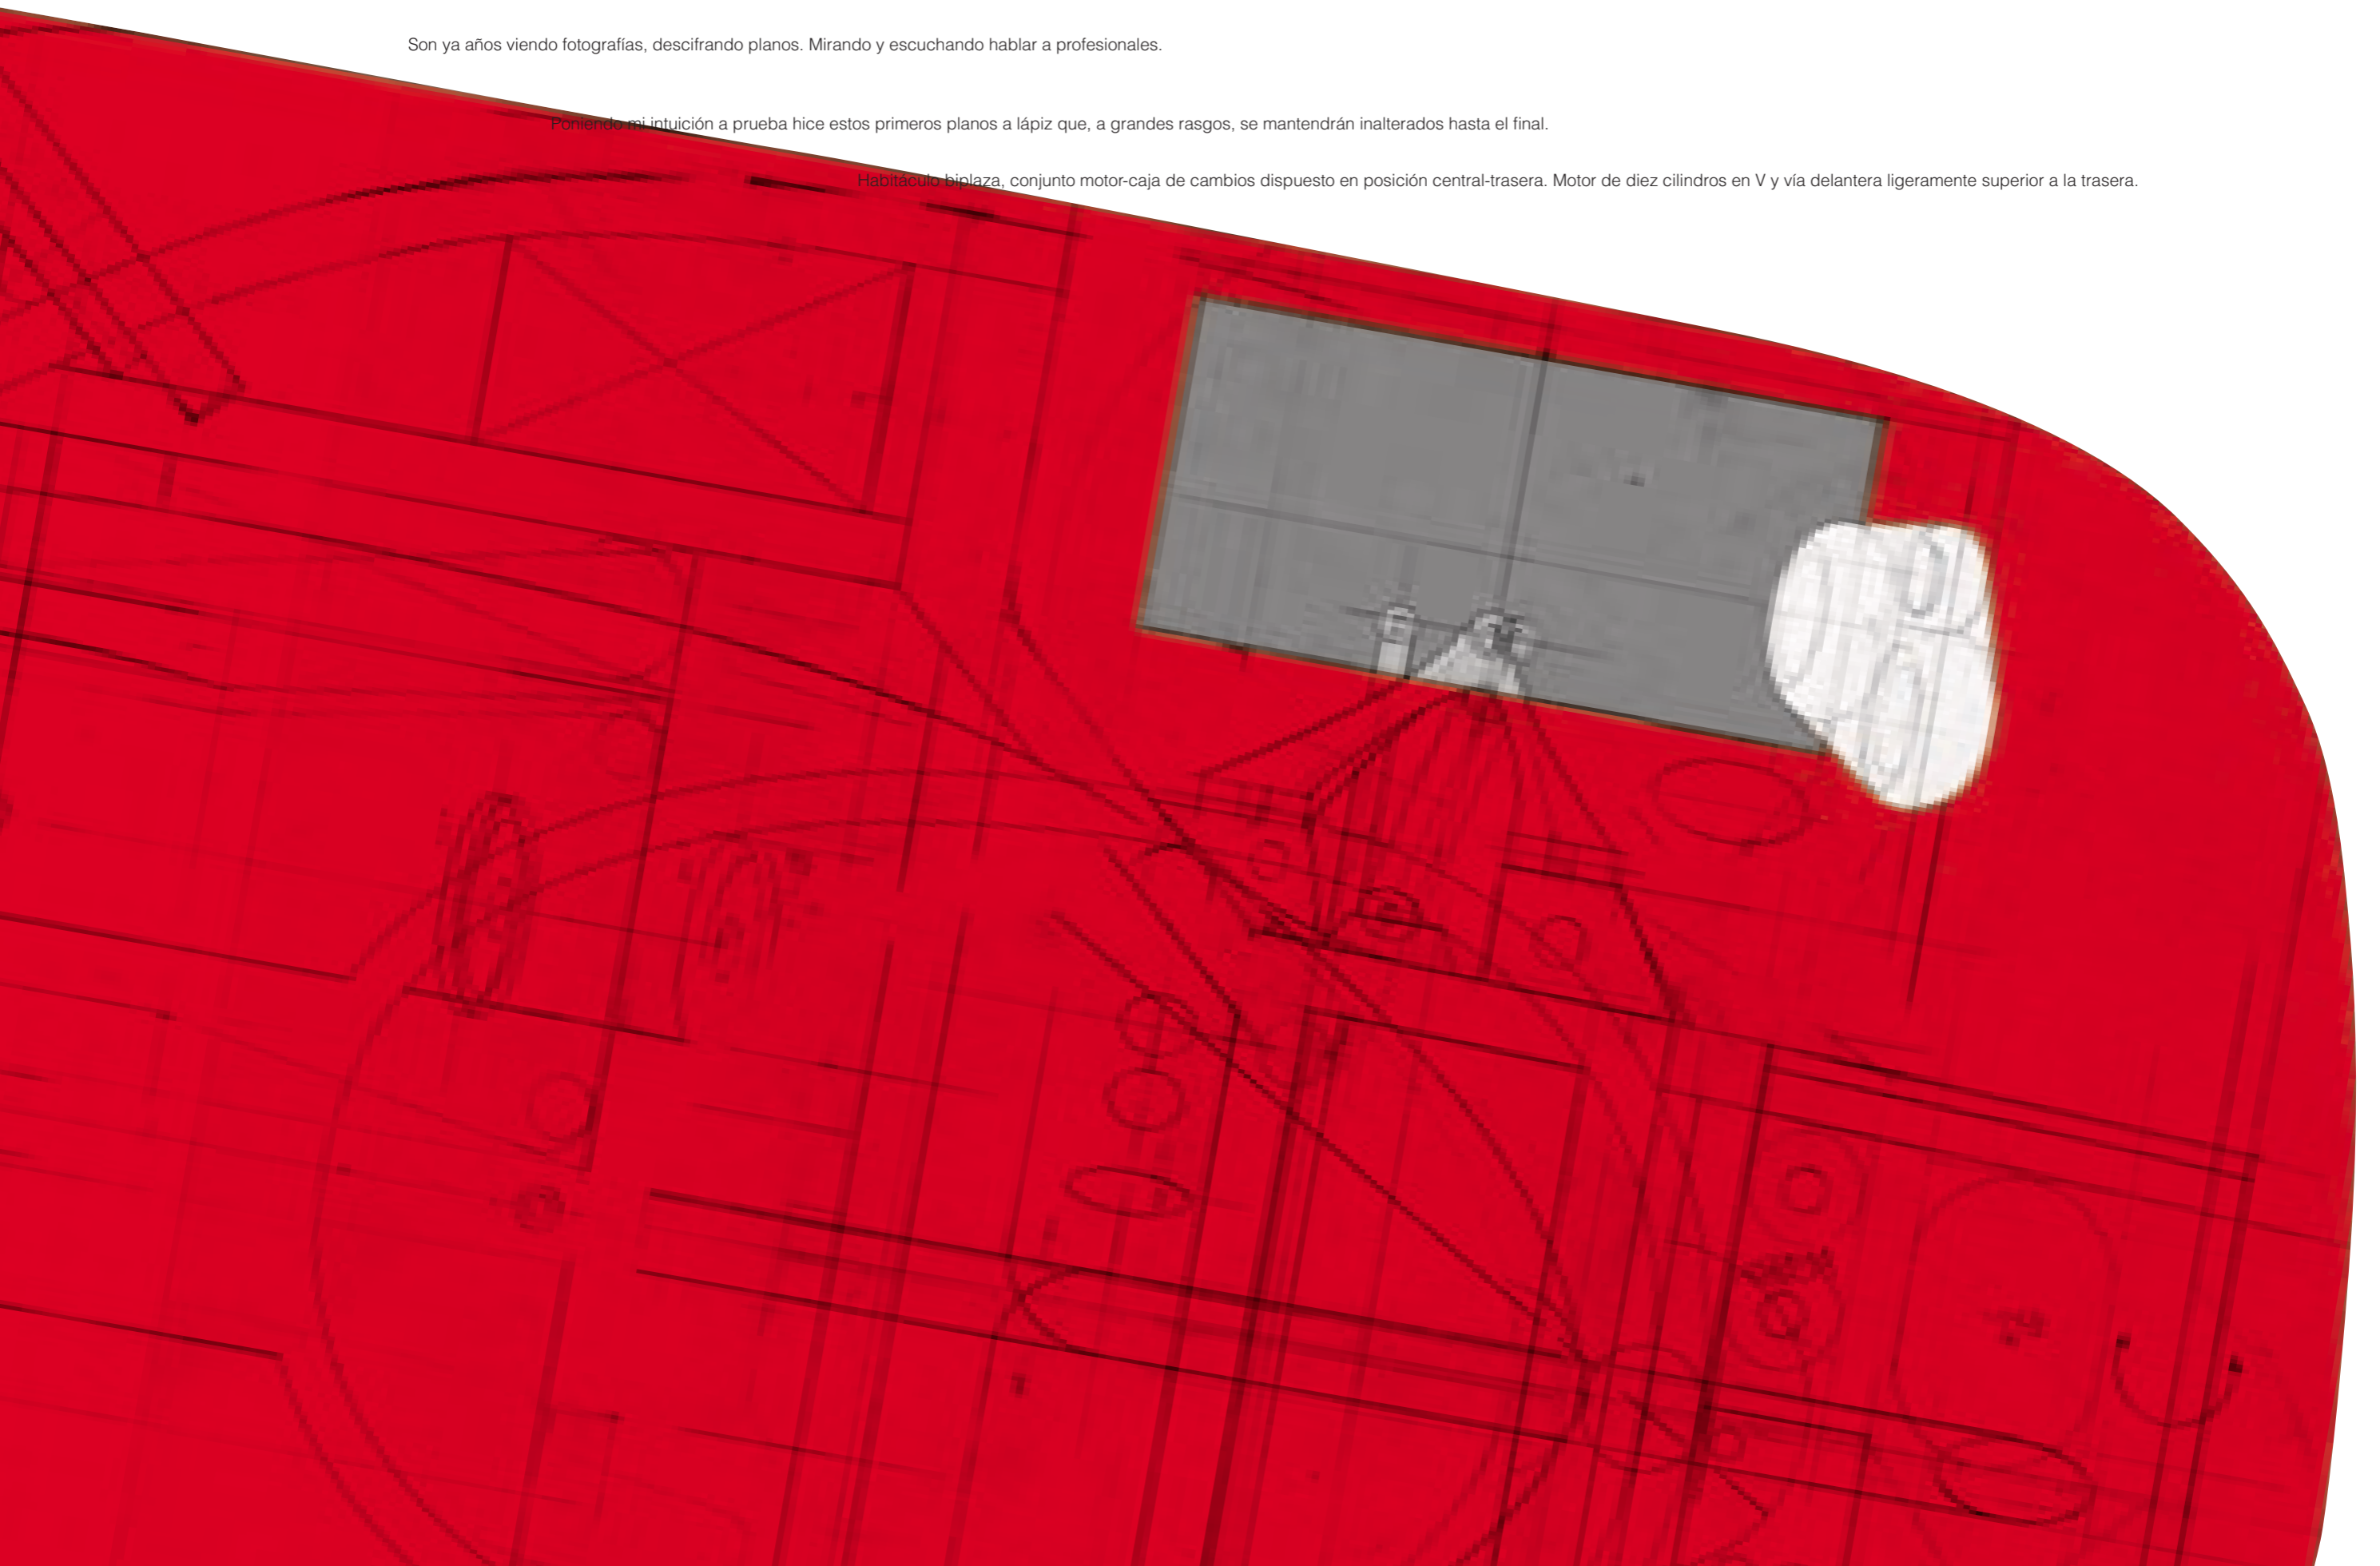 Son ya años viendo fotografías, descifrando planos. Mirando y escuchando hablar a profesionales.
Poniendo mi intuición a prueba hice estos primeros planos a lápiz que, a grandes rasgos, se mantendrán inalterados hasta el final.
Habitáculo biplaza, conjunto motor-caja de cambios dispuesto en posición central-trasera. Motor de diez cilindros en V y vía delantera ligeramente superior a la trasera.